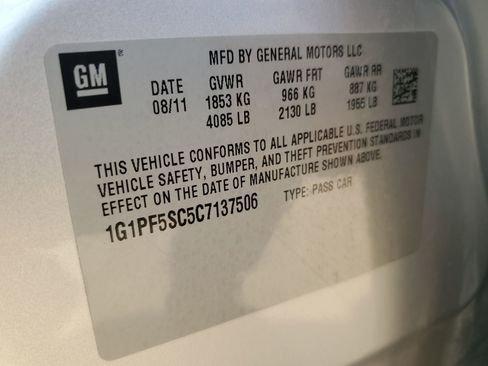 GM
®
MFD BY GENERAL MOTORS LLC
DATE GVWR GAWR FRT GAWR RR
08/11 1853 KG 966 KG 887 KG
4085 LB 2130 LB 1955 LB
THIS VEHICLE CONFORMS TO ALL APPLICABLE U.S. FEDERAL MOTOR
VEHICLE SAFETY, BUMPER, AND THEFT PREVENTION STANDARDS IN
EFFECT ON THE DATE OF MANUFACTURE SHOWN ABOVE.
1G1PF5SC5C7137506 TYPE: PASS CAR